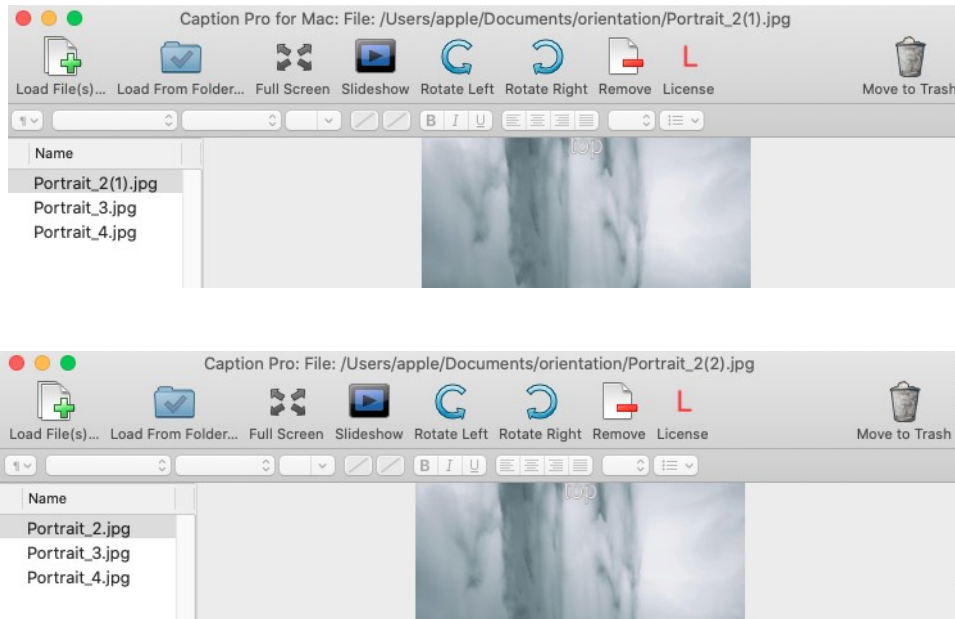 Caption Pro for Mac: File: /Users/apple/Documents/orientation/Portrait_2(1).jpg
Load File(s)... Load From Folder... Full Screen Slideshow Rotate Left Rotate Right Remove License Move to Trash
L
¶ B I U
Name
top
Portrait_2(1).jpg
Portrait_3.jpg
Portrait_4.jpg
Caption Pro: File: /Users/apple/Documents/orientation/Portrait_2(2).jpg
L
Load File(s)... Load From Folder... Full Screen Slideshow Rotate Left Rotate Right Remove License Move to Trash
¶ B I U
Name
top
Portrait_2.jpg
Portrait_3.jpg
Portrait_4.jpg